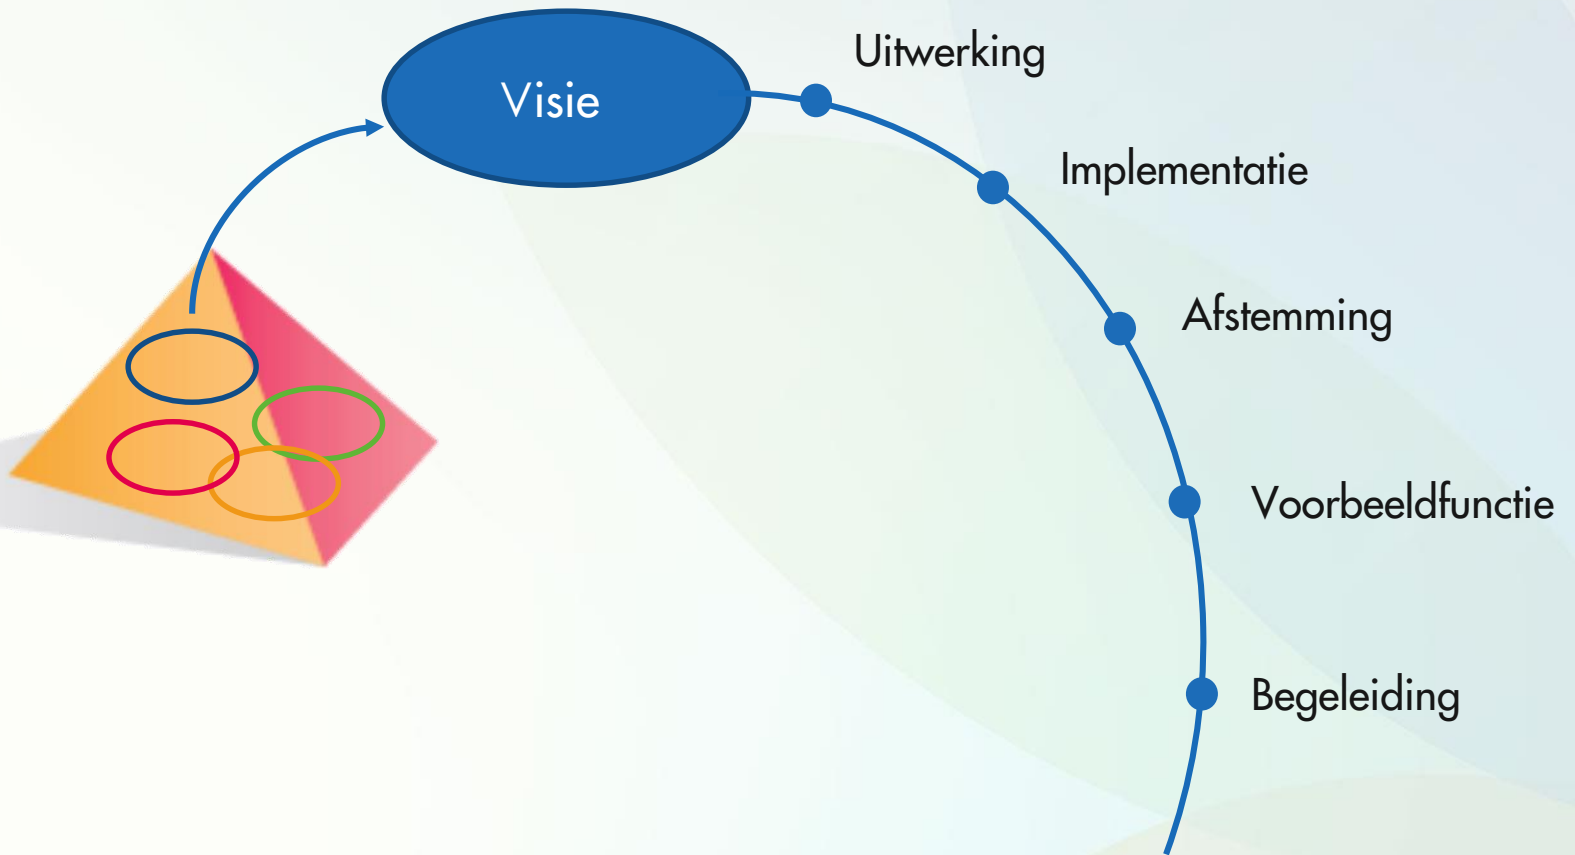 Visie
Uitwerking
Implementatie
Afstemming
Voorbeeldfunctie
Begeleiding